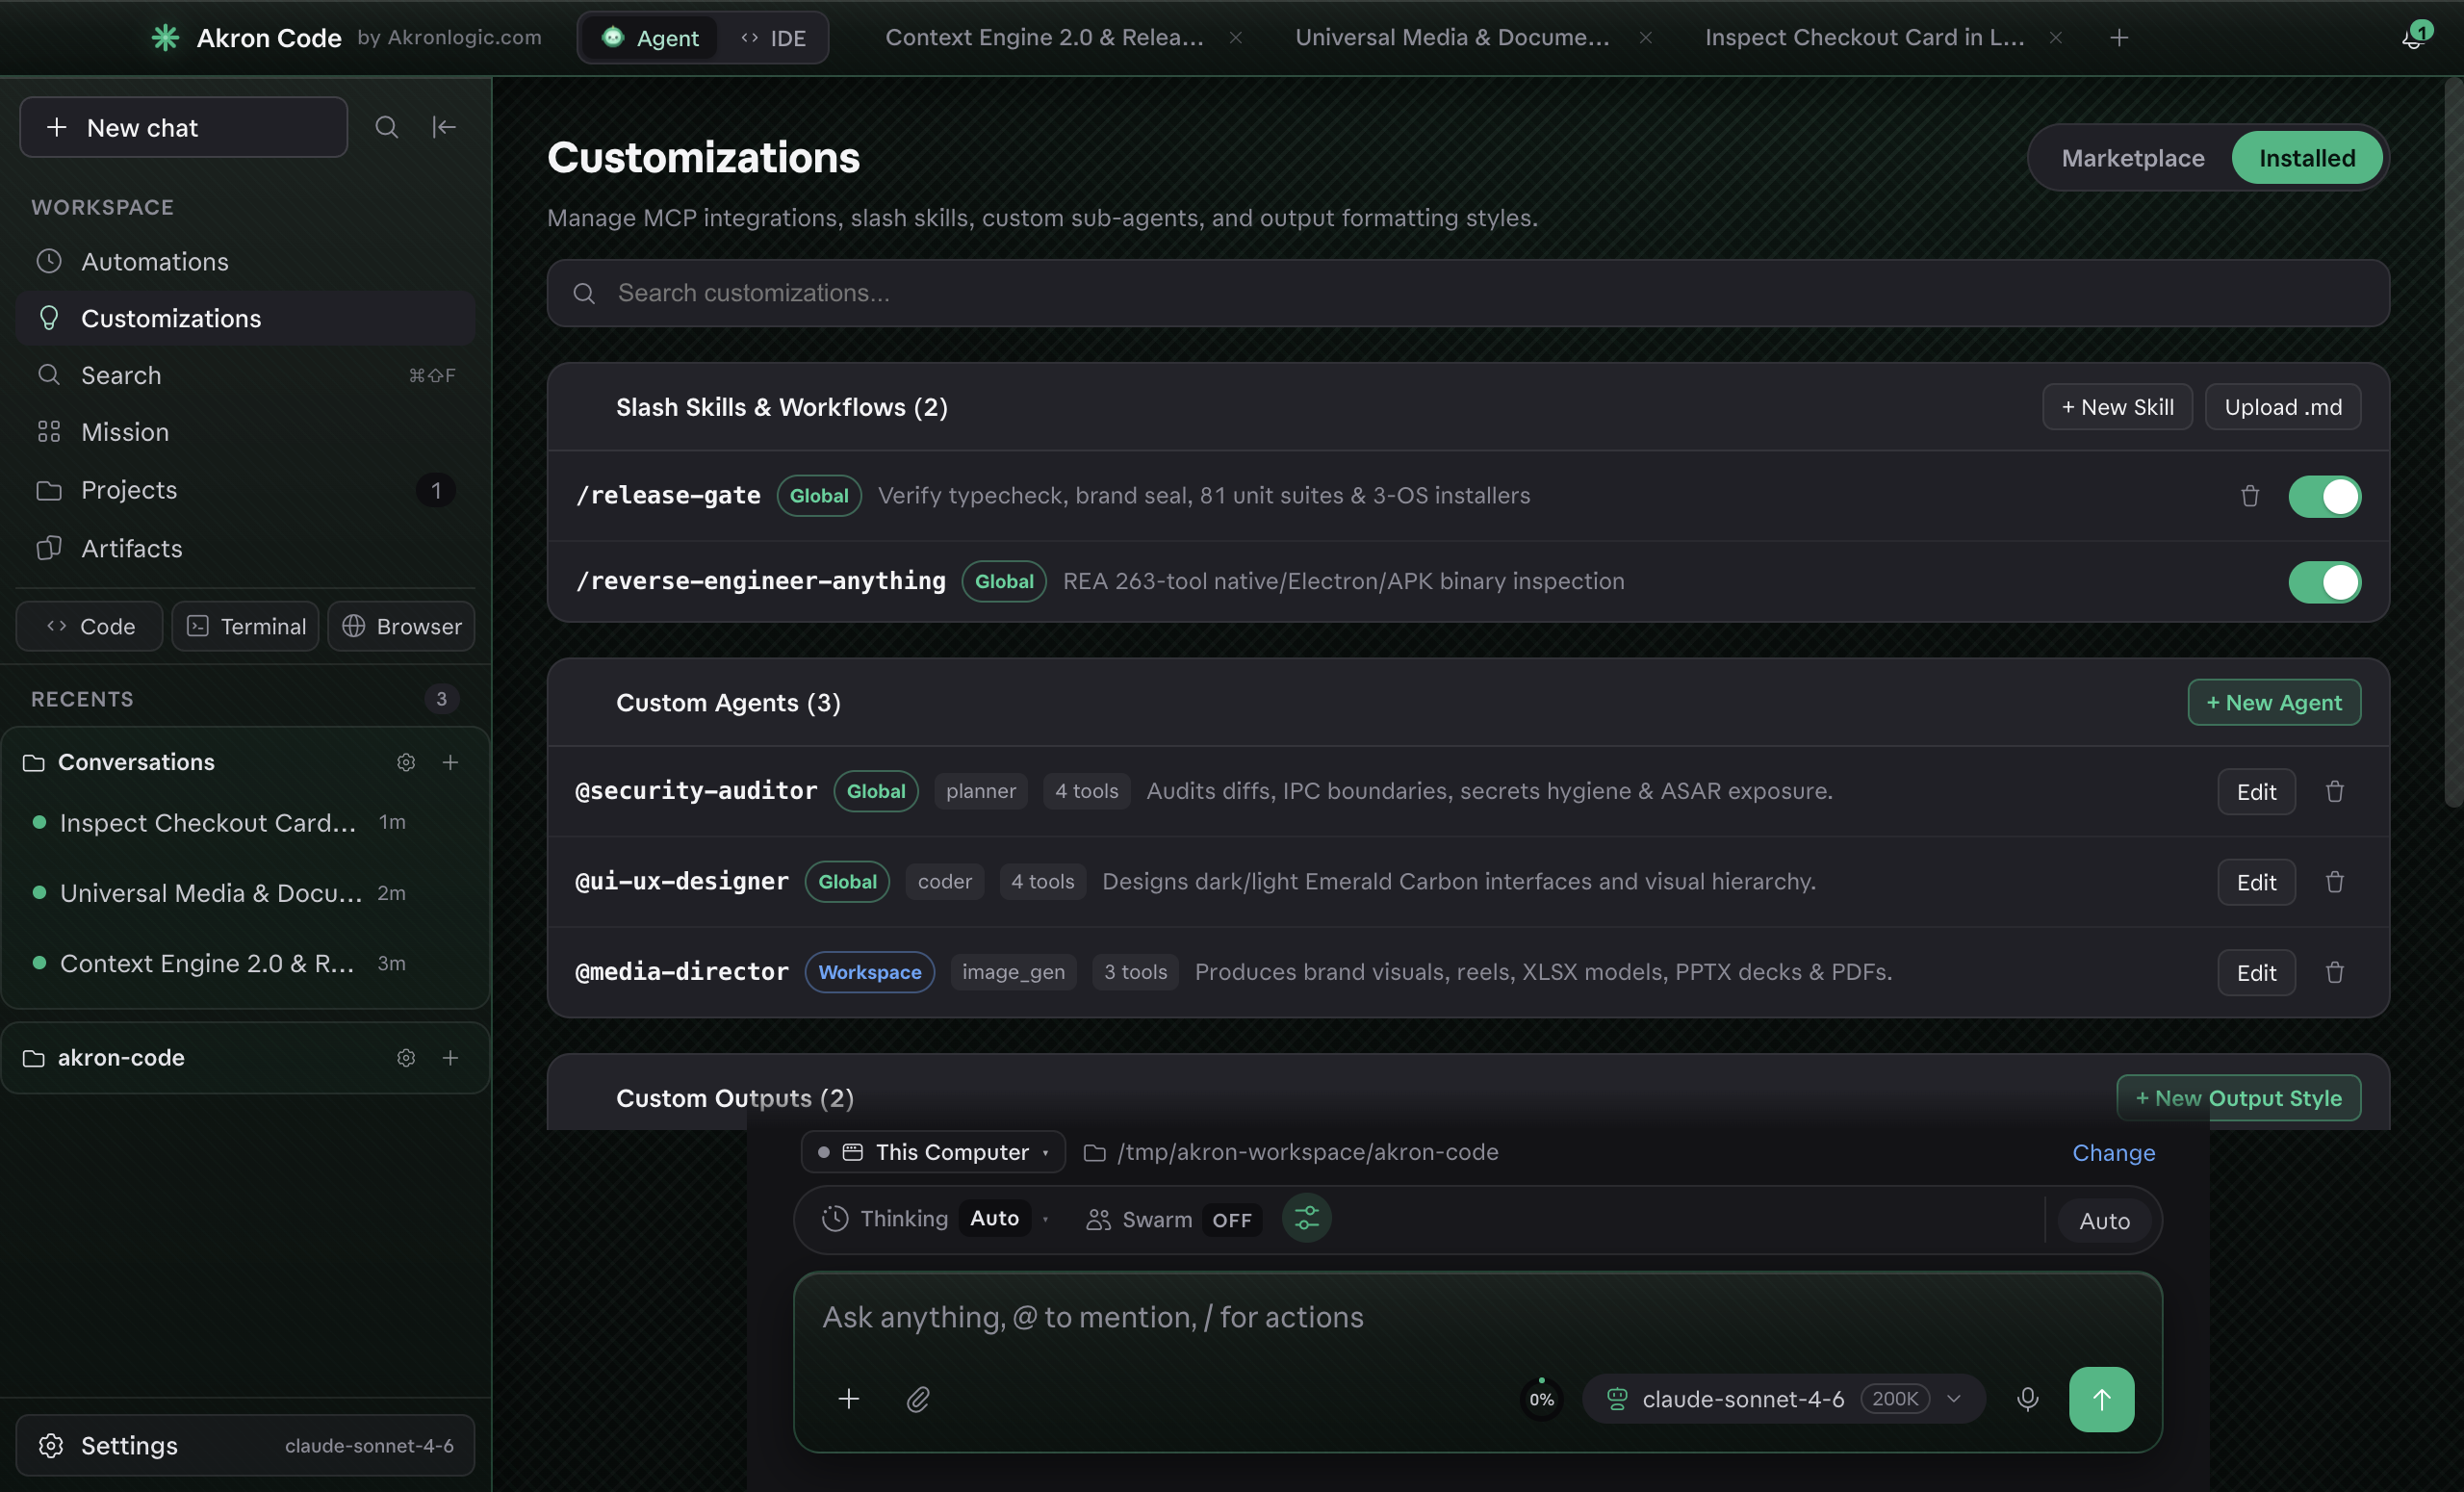 Akron Code by Akronlogic.com
Agent
IDE
Context Engine 2.0 & Relea...
Universal Media & Docume...
Inspect Checkout Card in L...
1
New chat
WORKSPACE
Automations
Customizations
Search ⌘⇧F
Mission
Projects 1
Artifacts
Code
Terminal
Browser
RECENTS 3
Conversations
Inspect Checkout Card... 1m
Universal Media & Docu... 2m
Context Engine 2.0 & R... 3m
akron-code
Settings claude-sonnet-4-6
Customizations
Marketplace
Installed
Manage MCP integrations, slash skills, custom sub-agents, and output formatting styles.
Search customizations...
Slash Skills & Workflows (2)
+ New Skill
Upload .md
/release-gate Global Verify typecheck, brand seal, 81 unit suites & 3-OS installers
/reverse-engineer-anything Global REA 263-tool native/Electron/APK binary inspection
Custom Agents (3)
+ New Agent
@security-auditor Global planner 4 tools Audits diffs, IPC boundaries, secrets hygiene & ASAR exposure.
Edit
@ui-ux-designer Global coder 4 tools Designs dark/light Emerald Carbon interfaces and visual hierarchy.
Edit
@media-director Workspace image_gen 3 tools Produces brand visuals, reels, XLSX models, PPTX decks & PDFs.
Edit
Custom Outputs (2)
+ New Output Style
This Computer
/tmp/akron-workspace/akron-code
Change
Thinking Auto
Swarm OFF
Auto
Ask anything, @ to mention, / for actions
0%
claude-sonnet-4-6 200K